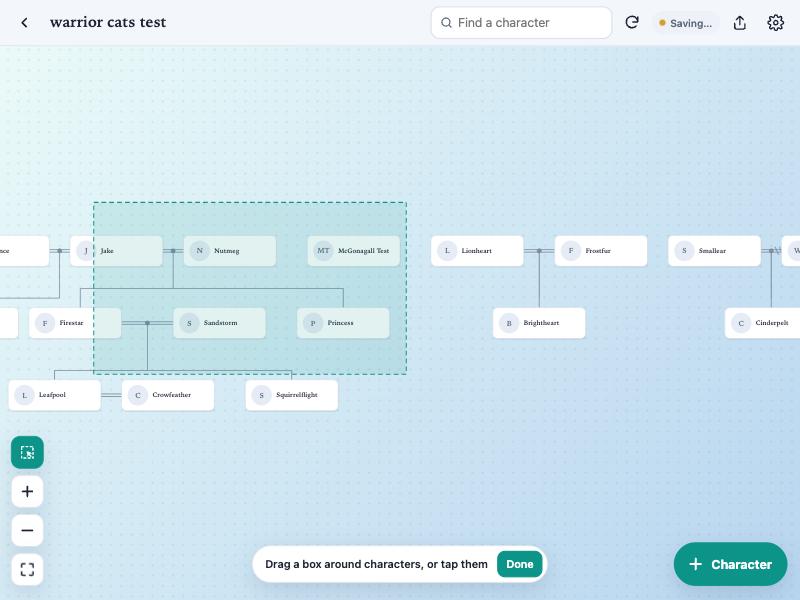 warrior cats test
Find a character
Saving...
nce
J Jake
N Nutmeg
MT McGonagall Test
L Lionheart
F Frostfur
S Smallear
W
F Firestar
S Sandstorm
P Princess
B Brightheart
C Cinderpelt
L Leafpool
C Crowfeather
S Squirrelflight
Drag a box around characters, or tap them
Done
Character